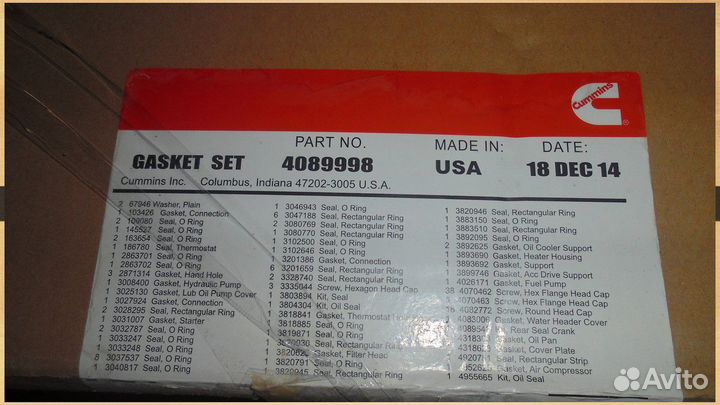 Cummins
PART NO. MADE IN: DATE:
GASKET SET 4089998 USA 18 DEC 14
Cummins Inc. Columbus, Indiana 47202-3005 U.S.A.
2 67946 Washer, Plain
1 103426 Gasket, Connection
2 109080 Seal, O Ring
1 145527 Seal, O Ring
2 163654 Seal, O Ring
1 186780 Seal, Thermostat
1 2863701 Seal, O Ring
1 2863702 Seal, O Ring
3 2871314 Gasket, Hand Hole
1 3008400 Gasket, Hydraulic Pump
1 3025130 Gasket, Lub Oil Pump Cover
1 3027924 Gasket, Connection
2 3028295 Seal, Rectangular Ring
1 3031007 Gasket, Starter
2 3032787 Seal, O Ring
1 3033247 Seal, O Ring
1 3033248 Seal, O Ring
8 3037537 Seal, O Ring
1 3040817 Seal, O Ring
1 3046943 Seal, O Ring
6 3047188 Seal, Rectangular Ring
2 3080769 Seal, Rectangular Ring
1 3080770 Seal, Rectangular Ring
1 3102500 Seal, O Ring
1 3102646 Seal, O Ring
1 3201386 Gasket, Connection
6 3201659 Seal, Rectangular Ring
2 3328740 Seal, Rectangular Ring
3 3335044 Screw, Hexagon Head Cap
1 3803894 Kit, Seal
1 3804304 Kit, Oil Seal
1 3818841 Gasket, Thermostat
3818885 Seal, O Ring
3819871 Seal, O Ring
Seal, Rectangular Ring
Gasket, Filter Head
3820791 Seal, O Ring
3820945 Seal, Rectangular Ring
1 3820946 Seal, Rectangular Ring
1 3883150 Seal, O Ring
1 3883510 Seal, Rectangular Ring
1 3892095 Seal, O Ring
2 3892625 Gasket, Oil Cooler Support
1 3893690 Gasket, Heater Housing
1 3893692 Gasket, Support
1 3899746 Gasket, Acc Drive Support
1 4026171 Gasket, Fuel Pump
38 4070462 Screw, Hex Flange Head Cap
4070463 Screw, Hex Flange Head Cap
4082772 Screw, Round Head Cap
4083006 Gasket, Water Header Cover
Rear Seal Crank
Gasket, Oil Pan
Gasket, Cover Plate
Seal, Rectangular Strip
Gasket, Air Compressor
1 4955665 Kit, Oil Seal
Avito